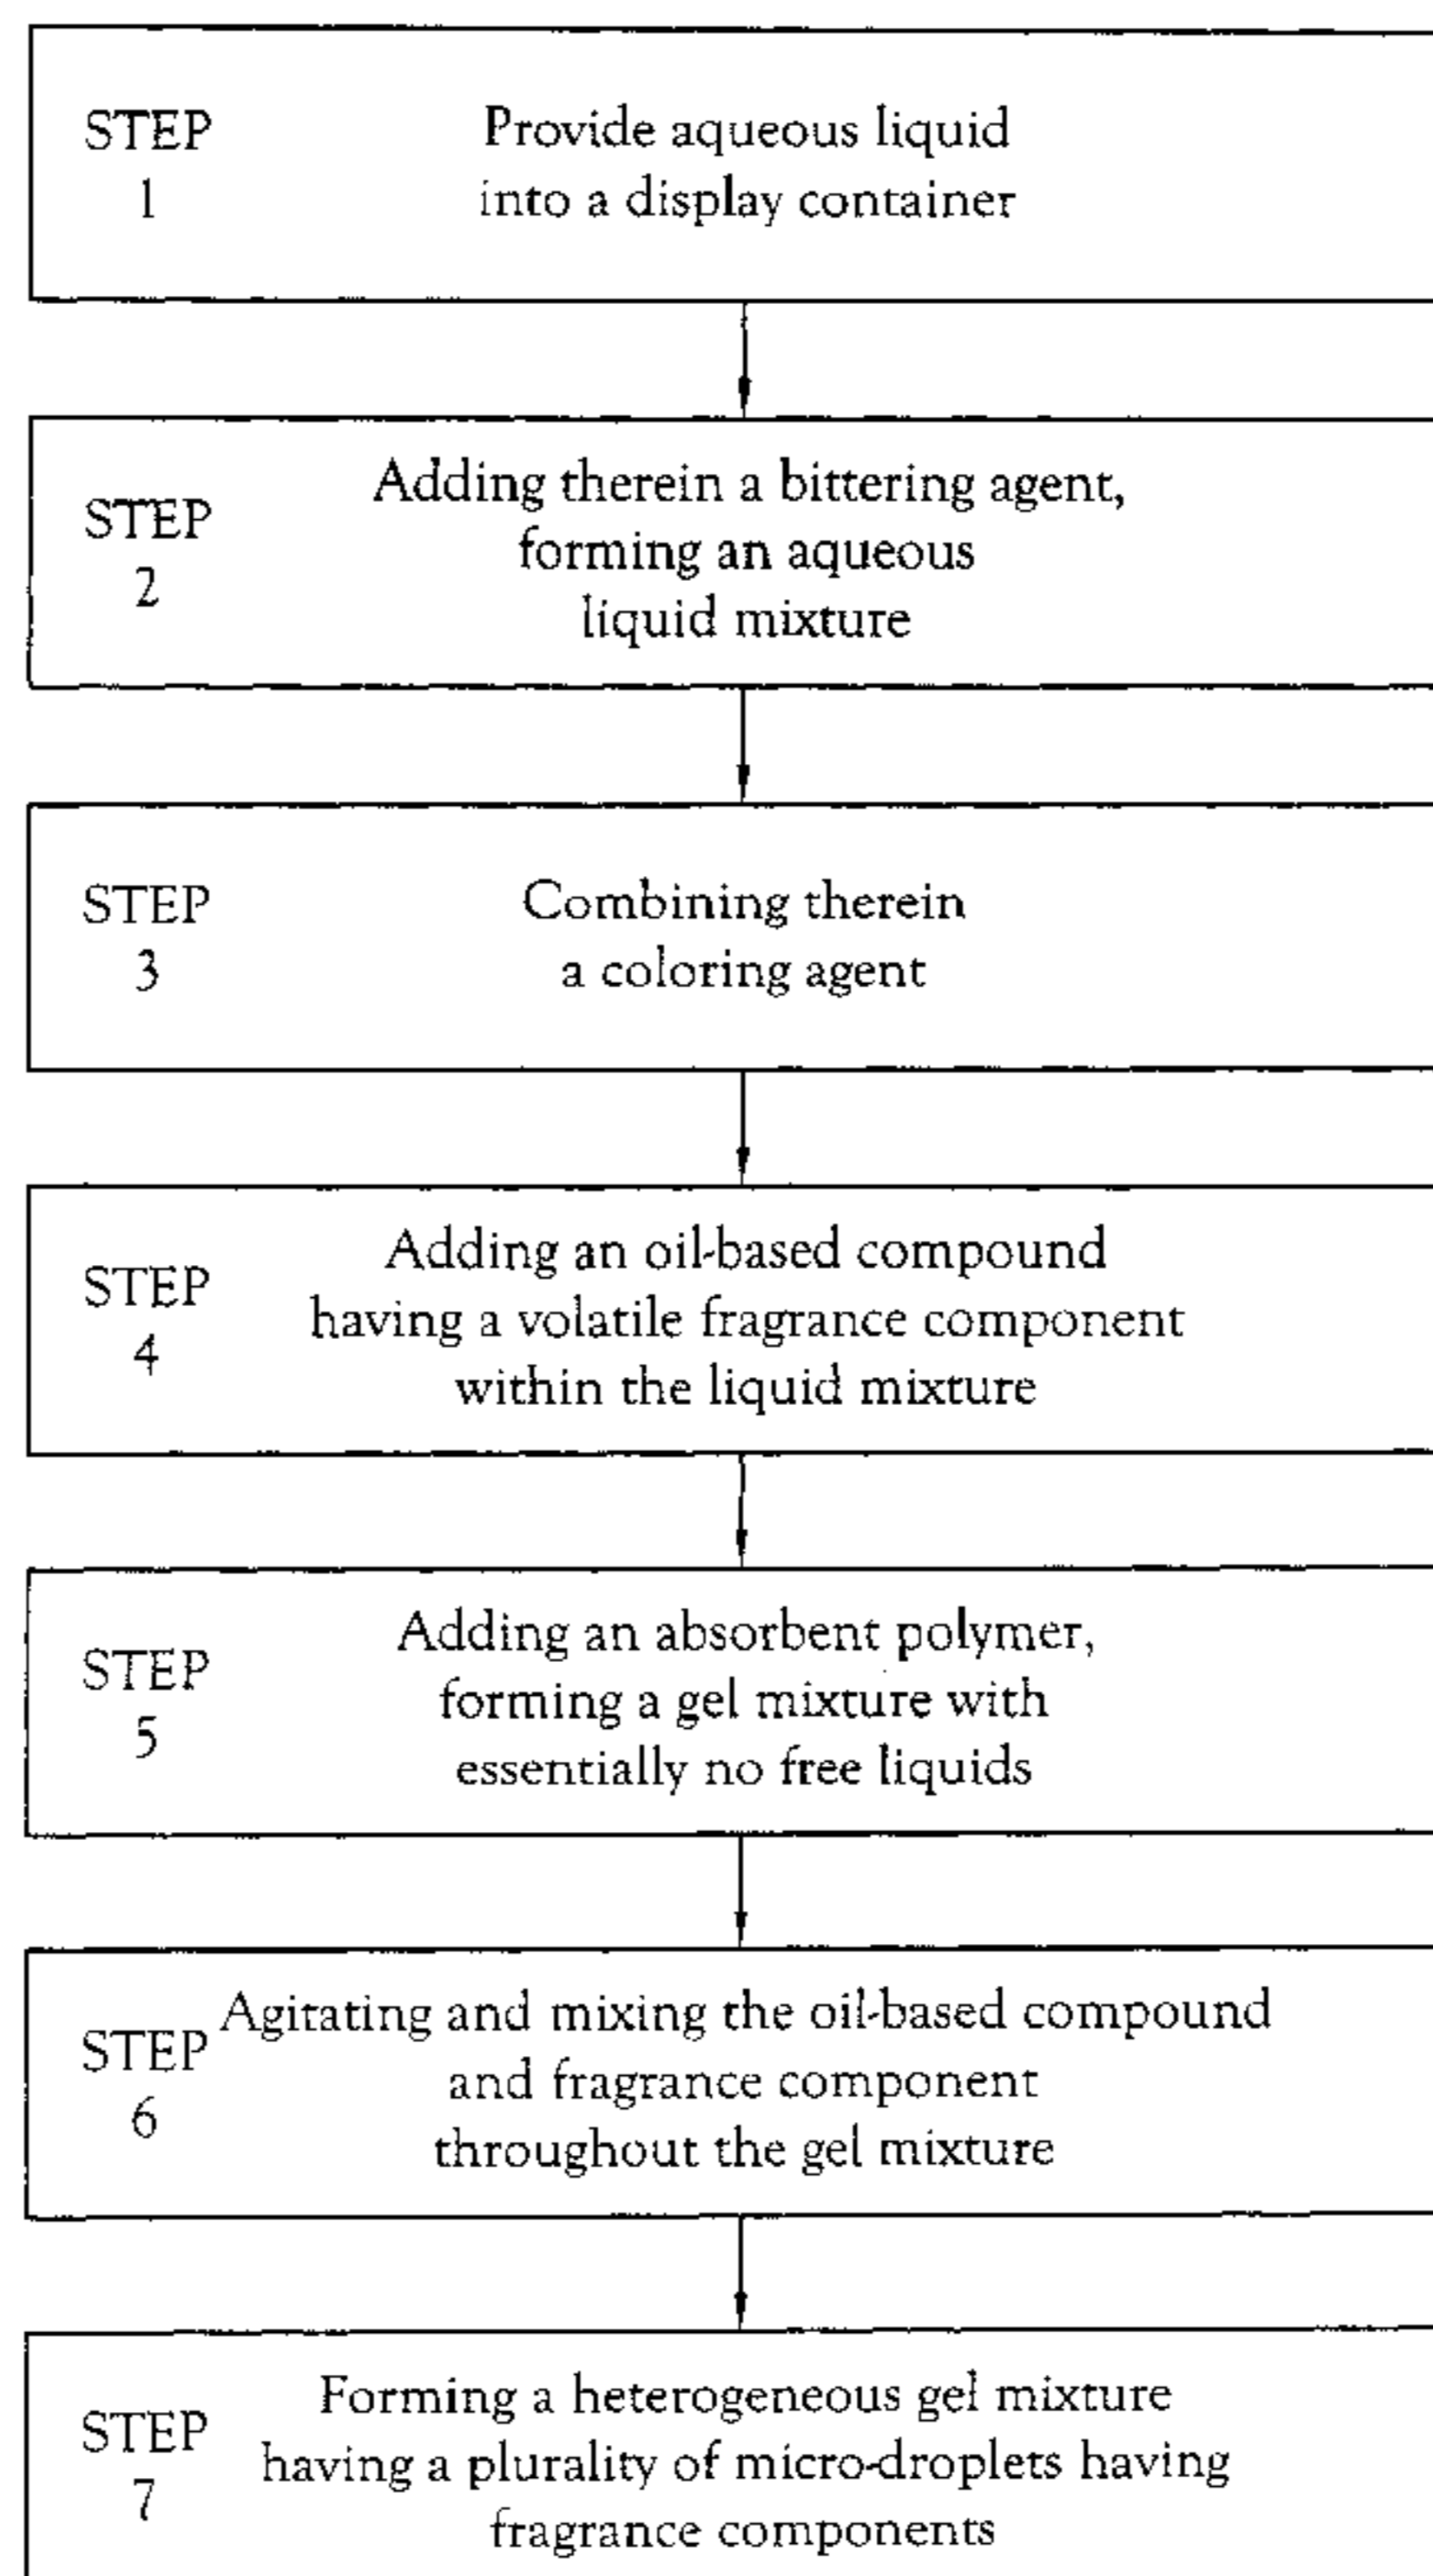 STEP
1
Provide aqueous liquid
into a display container
STEP
2
Adding therein a bittering agent,
forming an aqueous
liquid mixture
STEP
3
Combining therein
a coloring agent
STEP
4
Adding an oil-based compound
having a volatile fragrance component
within the liquid mixture
STEP
5
Adding an absorbent polymer,
forming a gel mixture with
essentially no free liquids
STEP
6
Agitating and mixing the oil-based compound
and fragrance component
throughout the gel mixture
STEP
7
Forming a heterogeneous gel mixture
having a plurality of micro-droplets having
fragrance components